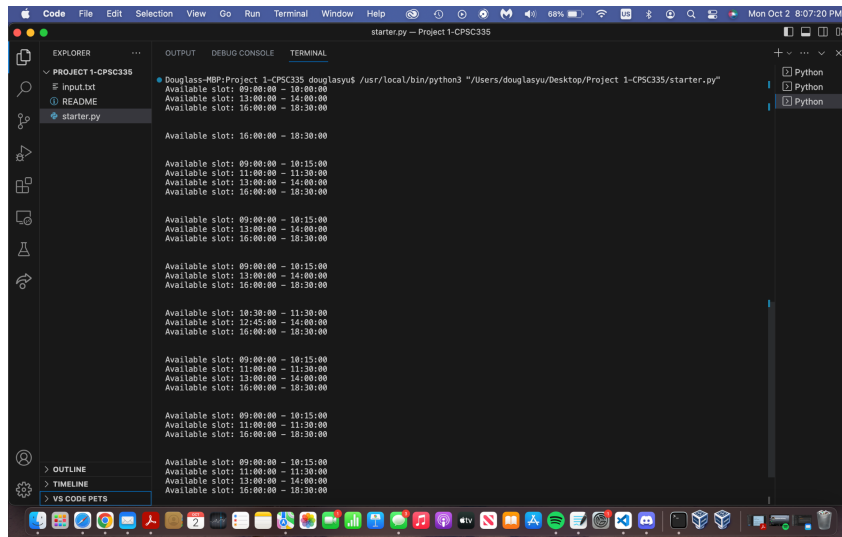 Code File Edit Selection View Go Run Terminal Window Help 68% US Mon Oct 2 8:07:20 PM
starter.py — Project 1-CPSC335
EXPLORER ··· OUTPUT DEBUG CONSOLE TERMINAL
PROJECT 1-CPSC335
input.txt
README
starter.py
Douglass-MBP:Project 1-CPSC335 douglasyu$ /usr/local/bin/python3 "/Users/douglasyu/Desktop/Project 1-CPSC335/starter.py"
Available slot: 09:00:00 - 10:00:00
Available slot: 13:00:00 - 14:00:00
Available slot: 16:00:00 - 18:30:00
Available slot: 16:00:00 - 18:30:00
Available slot: 09:00:00 - 10:15:00
Available slot: 11:00:00 - 11:30:00
Available slot: 13:00:00 - 14:00:00
Available slot: 16:00:00 - 18:30:00
Available slot: 09:00:00 - 10:15:00
Available slot: 13:00:00 - 14:00:00
Available slot: 16:00:00 - 18:30:00
Available slot: 09:00:00 - 10:15:00
Available slot: 13:00:00 - 14:00:00
Available slot: 16:00:00 - 18:30:00
Available slot: 10:30:00 - 11:30:00
Available slot: 12:45:00 - 14:00:00
Available slot: 16:00:00 - 18:30:00
Available slot: 09:00:00 - 10:15:00
Available slot: 11:00:00 - 11:30:00
Available slot: 13:00:00 - 14:00:00
Available slot: 16:00:00 - 18:30:00
Available slot: 09:00:00 - 10:15:00
Available slot: 11:00:00 - 11:30:00
Available slot: 16:00:00 - 18:30:00
Available slot: 09:00:00 - 10:15:00
Available slot: 11:00:00 - 11:30:00
Available slot: 13:00:00 - 14:00:00
Available slot: 16:00:00 - 18:30:00
Python
Python
Python
OUTLINE
TIMELINE
VS CODE PETS
2
tv